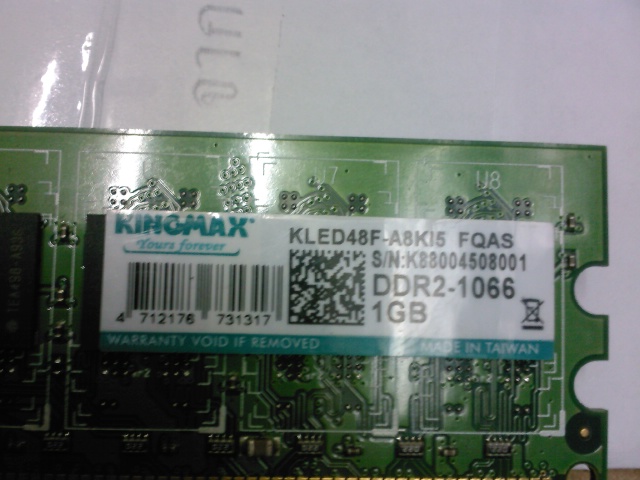 U7
U8
KINGMAX
Yours forever
KLED48F-A8KI5 FQAS
S/N:K88004508001
DDR2-1066
1GB
4 712176 731317
WARRANTY VOID IF REMOVED
MADE IN TAIWAN